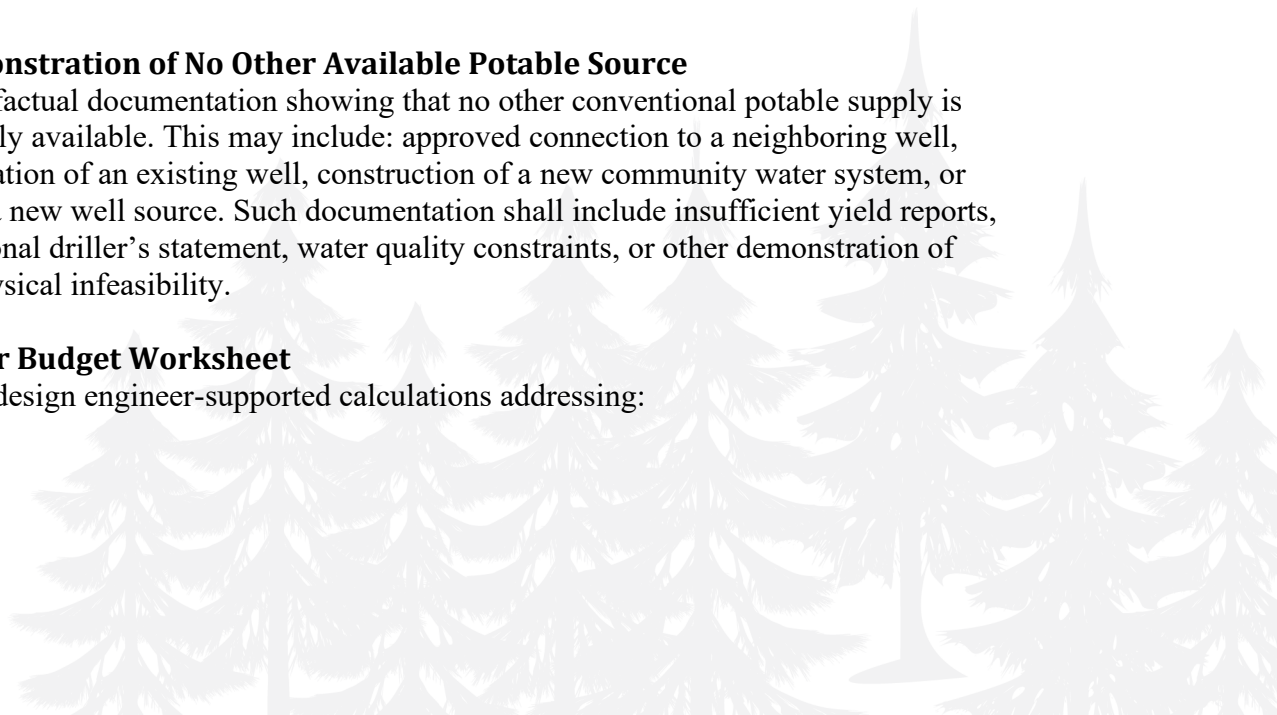 onstration of No Other Available Potable Source
factual documentation showing that no other conventional potable supply is
ly available. This may include: approved connection to a neighboring well,
ation of an existing well, construction of a new community water system, or
a new well source. Such documentation shall include insufficient yield reports,
onal driller’s statement, water quality constraints, or other demonstration of
ysical infeasibility.
r Budget Worksheet
design engineer-supported calculations addressing: